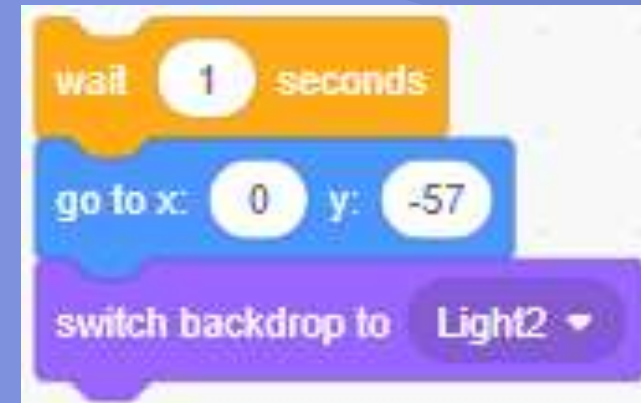 wait 1 seconds
go to x: 0 y: -57
switch backdrop to Light2